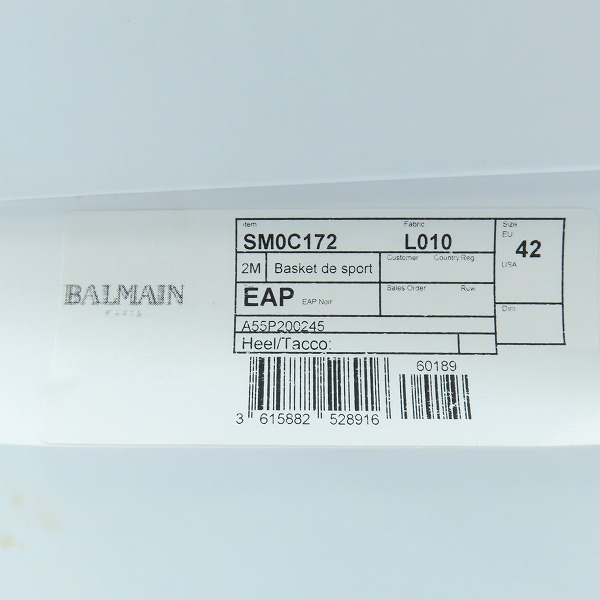 BALMAIN
PARIS
Item
SM0C172
Fabric
L010
Size
EU
42
USA
2M
Basket de sport
Customer
Country Reg
EAP
EAP Noir
Sales Order
Row
Dim
A55P200245
Heel/Tacco:
60189
3 615882 528916